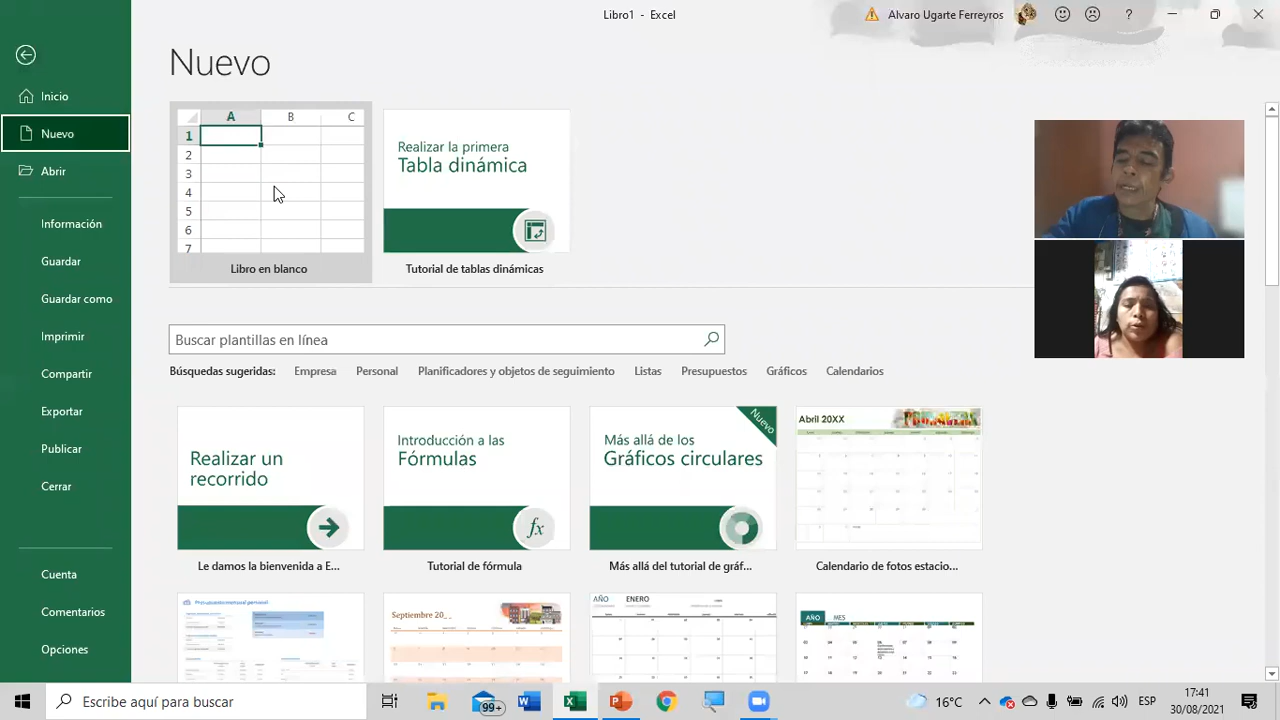 Libro1 - Excel
Alvaro Ugarte Ferreyros
?
Nuevo
Inicio
Nuevo
Abrir
Información
Guardar
Guardar como
Imprimir
Compartir
Exportar
Publicar
Cerrar
Cuenta
Comentarios
Opciones
A B C
1
2
3
4
5
6
7
Libro en blanco
Realizar la primera
Tabla dinámica
Tutorial de tablas dinámicas
Buscar plantillas en línea
Búsquedas sugeridas: Empresa Personal Planificadores y objetos de seguimiento Listas Presupuestos Gráficos Calendarios
Realizar un
recorrido
Le damos la bienvenida a E...
Introducción a las
Fórmulas
fx
Tutorial de fórmula
Nuevo
Más allá de los
Gráficos circulares
Más allá del tutorial de gráf...
Abril 20XX
Calendario de fotos estacio...
Presupuesto mensual personal
Septiembre 20__
AÑO ENERO
AÑO MES
Escribe aquí para buscar
99+
16°C
ESP
17:41
30/08/2021